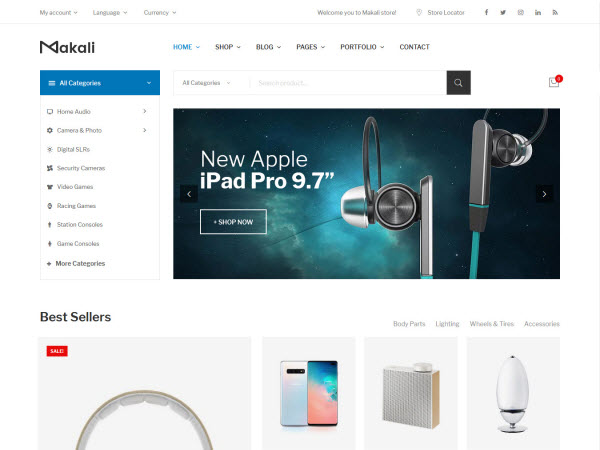 My account Language Currency Welcome you to Makali store! Store Locator
Makali
HOME SHOP BLOG PAGES PORTFOLIO CONTACT
All Categories
All Categories Search product...
Home Audio
Camera & Photo
Digital SLRs
Security Cameras
Video Games
Racing Games
Station Consoles
Game Consoles
More Categories
New Apple
iPad Pro 9.7”
+ SHOP NOW
Best Sellers
Body Parts Lighting Wheels & Tires Accessories
SALE!